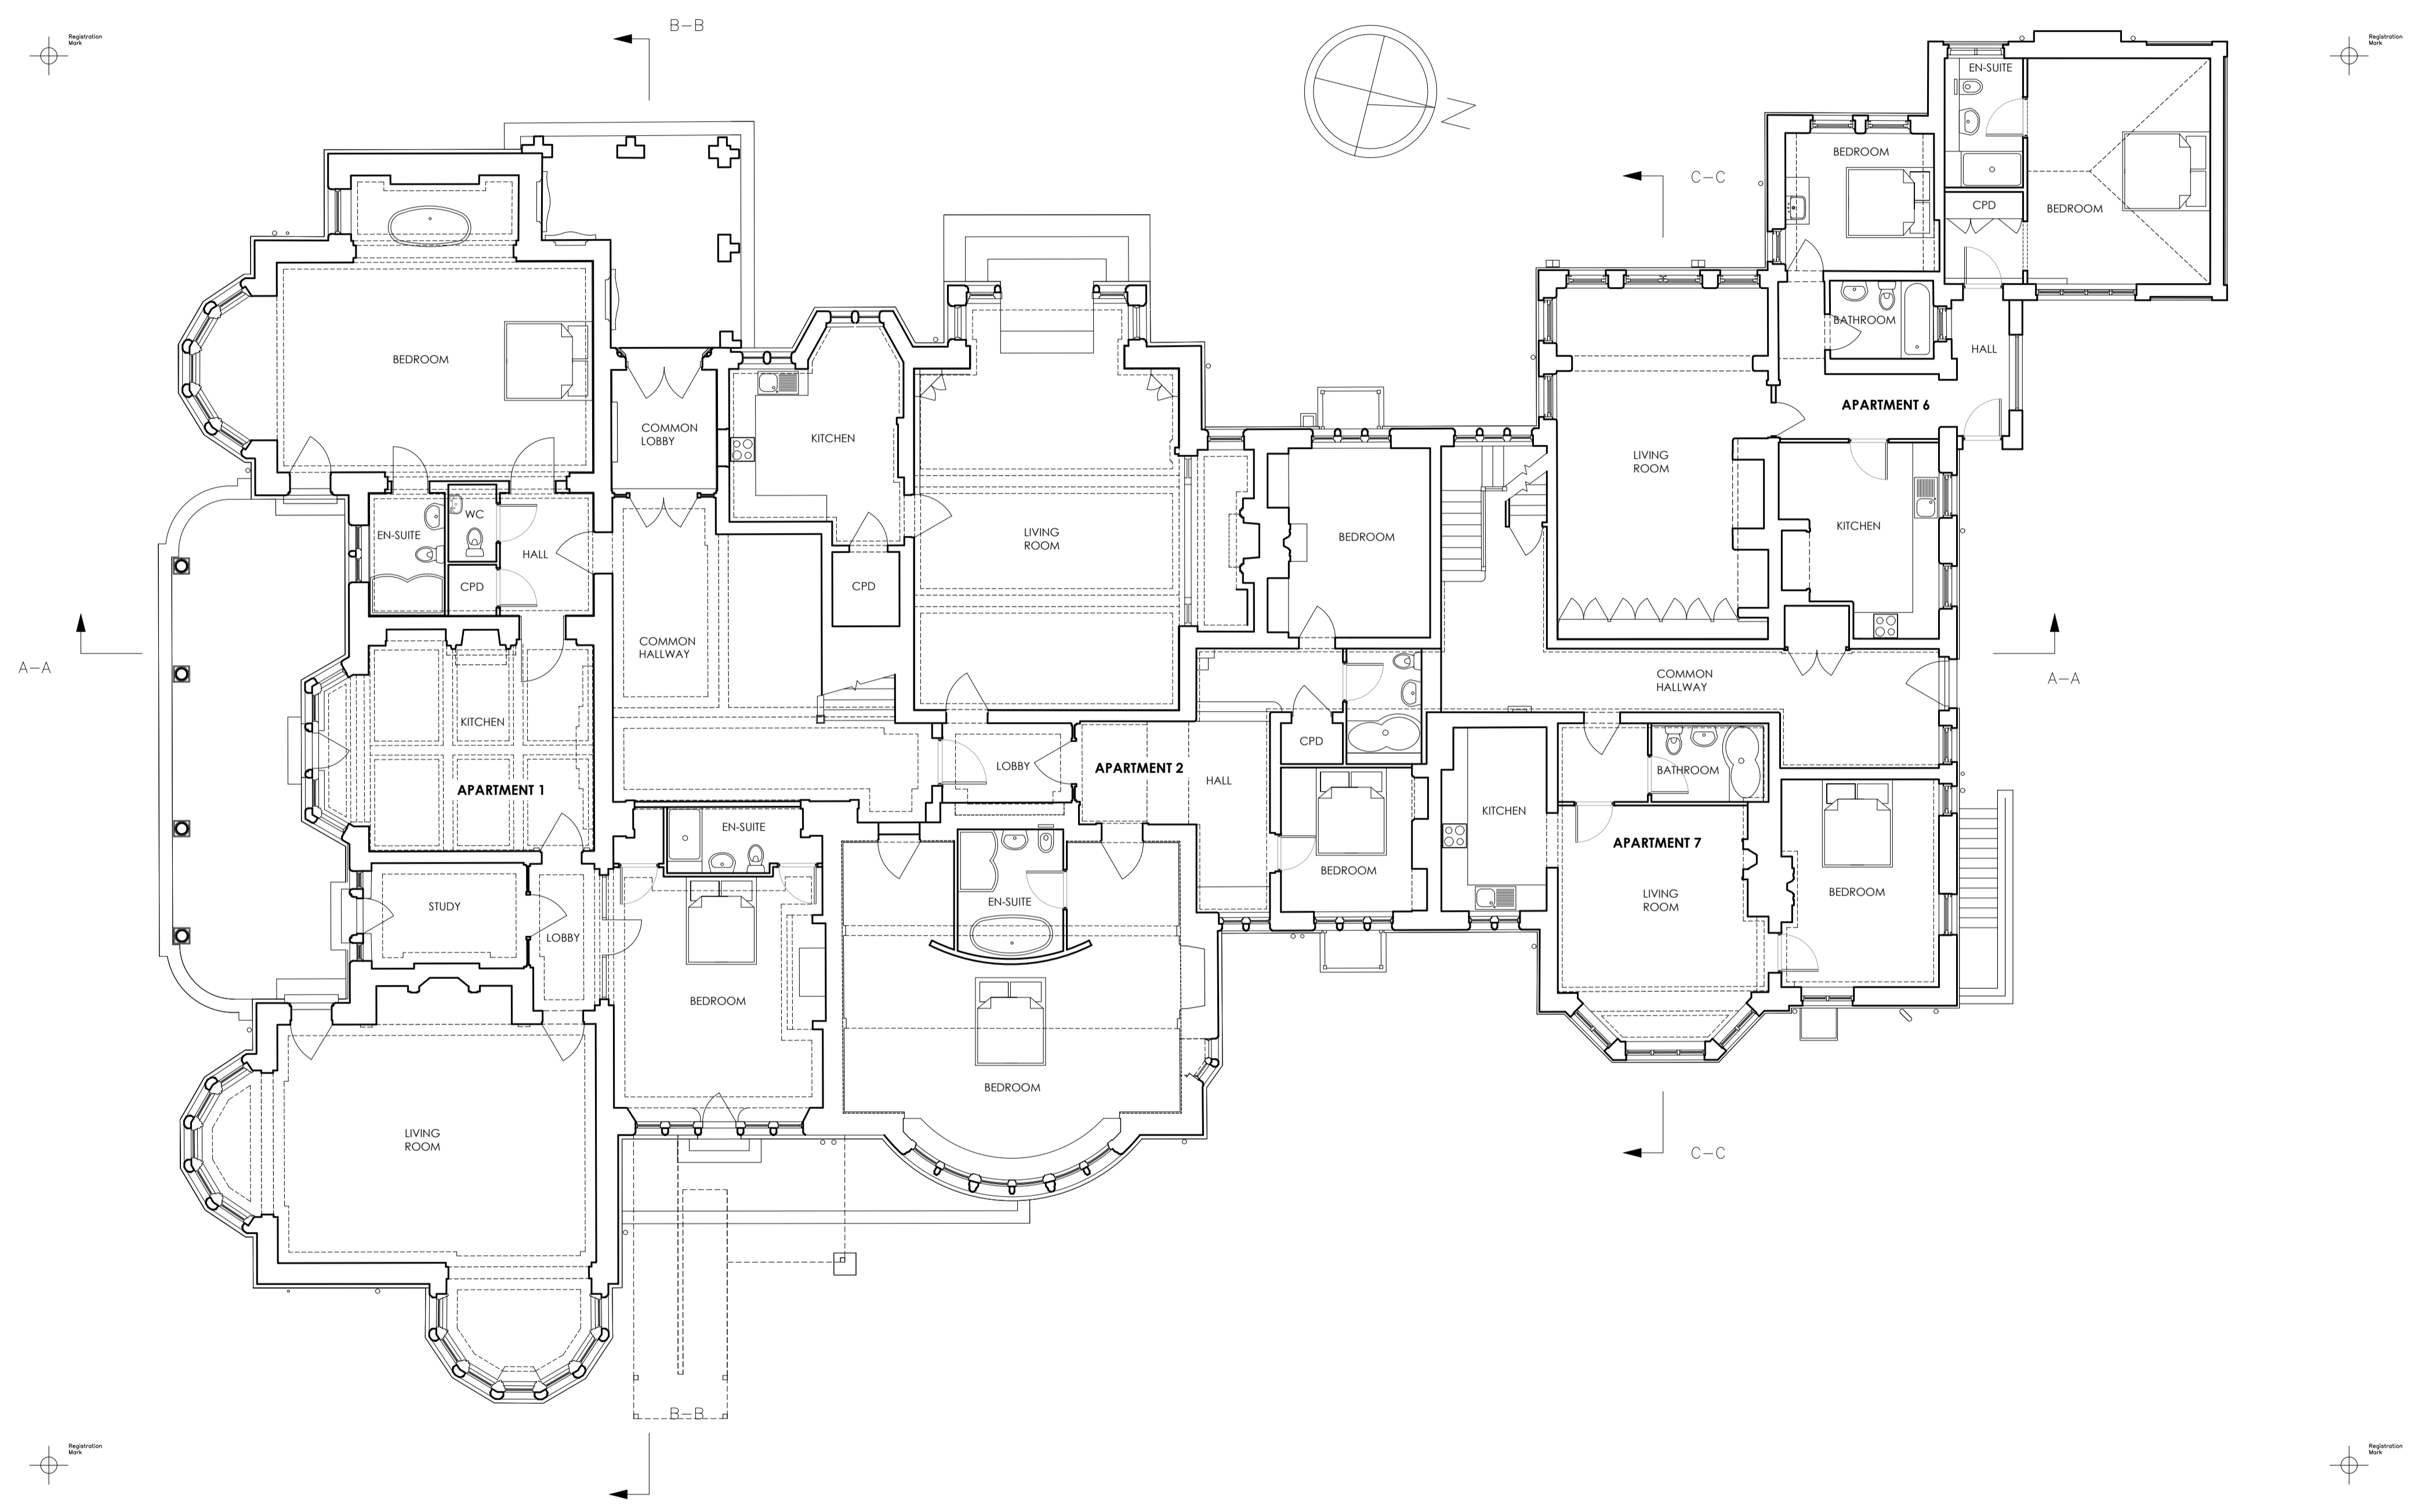 Registration
Mark
B-B
Registration
Mark
N
C-C
EN-SUITE
BEDROOM
CPD
BEDROOM
BATHROOM
HALL
BEDROOM
COMMON
LOBBY
KITCHEN
APARTMENT 6
LIVING
ROOM
EN-SUITE
WC
HALL
CPD
CPD
LIVING
ROOM
BEDROOM
KITCHEN
A-A
COMMON
HALLWAY
COMMON
HALLWAY
A-A
KITCHEN
APARTMENT 1
LOBBY
APARTMENT 2
HALL
CPD
BATHROOM
KITCHEN
APARTMENT 7
EN-SUITE
BEDROOM
LIVING
ROOM
BEDROOM
STUDY
LOBBY
EN-SUITE
BEDROOM
BEDROOM
LIVING
ROOM
C-C
B-B
Registration
Mark
Registration
Mark